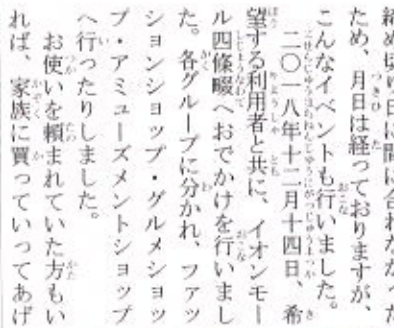 締め切り日に間に合わなかった
ため、月日は経っておりますが、
こんなイベントも行いました。
二〇一八年十二月十四日、希
望する利用者と共に、イオンモー
ル四條畷へおでかけを行いまし
た。各グループに分かれ、ファッ
ションショップ・グルメショッ
プ・アミューズメントショップ
へ行ったりしました。
お使いを頼まれていた方もい
れば、家族に買っていってあげ